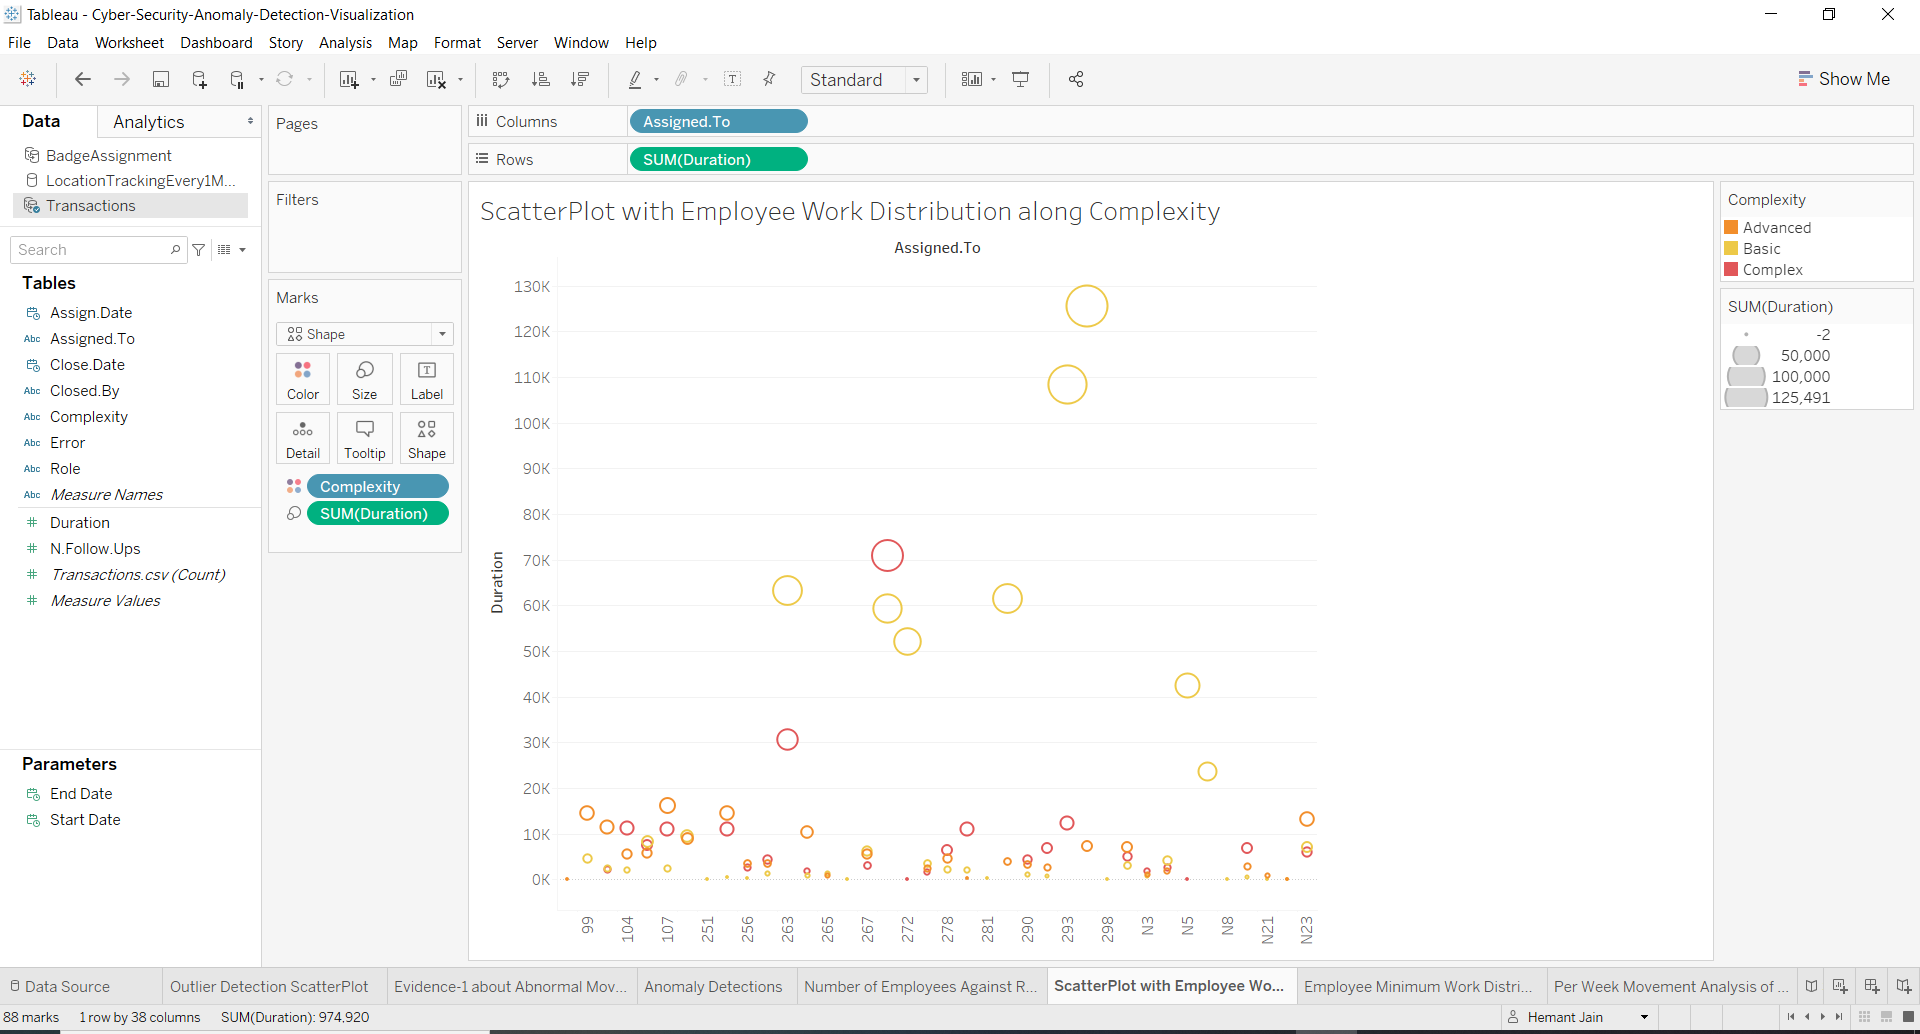 Tableau - Cyber-Security-Anomaly-Detection-Visualization
File Data Worksheet Dashboard Story Analysis Map Format Server Window Help
Standard
Show Me
Data
Analytics
BadgeAssignment
LocationTrackingEvery1M...
Transactions
Search
Tables
Assign.Date
Abc Assigned.To
Close.Date
Abc Closed.By
Abc Complexity
Abc Error
Abc Role
Abc Measure Names
# Duration
# N.Follow.Ups
# Transactions.csv (Count)
# Measure Values
Parameters
End Date
Start Date
Pages
Filters
Marks
Shape
Color Size Label
Detail Tooltip Shape
Complexity
SUM(Duration)
Columns Assigned.To
Rows SUM(Duration)
ScatterPlot with Employee Work Distribution along Complexity
Assigned.To
130K
120K
110K
100K
90K
80K
70K
60K
50K
40K
30K
20K
10K
0K
Duration
99 104 107 251 256 263 265 267 272 278 281 290 293 298 N3 N5 N8 N21 N23
Complexity
Advanced
Basic
Complex
SUM(Duration)
-2
50,000
100,000
125,491
Data Source
Outlier Detection ScatterPlot
Evidence-1 about Abnormal Mov...
Anomaly Detections
Number of Employees Against R...
ScatterPlot with Employee Wo...
Employee Minimum Work Distri...
Per Week Movement Analysis of ...
88 marks 1 row by 38 columns SUM(Duration): 974,920
Hemant Jain